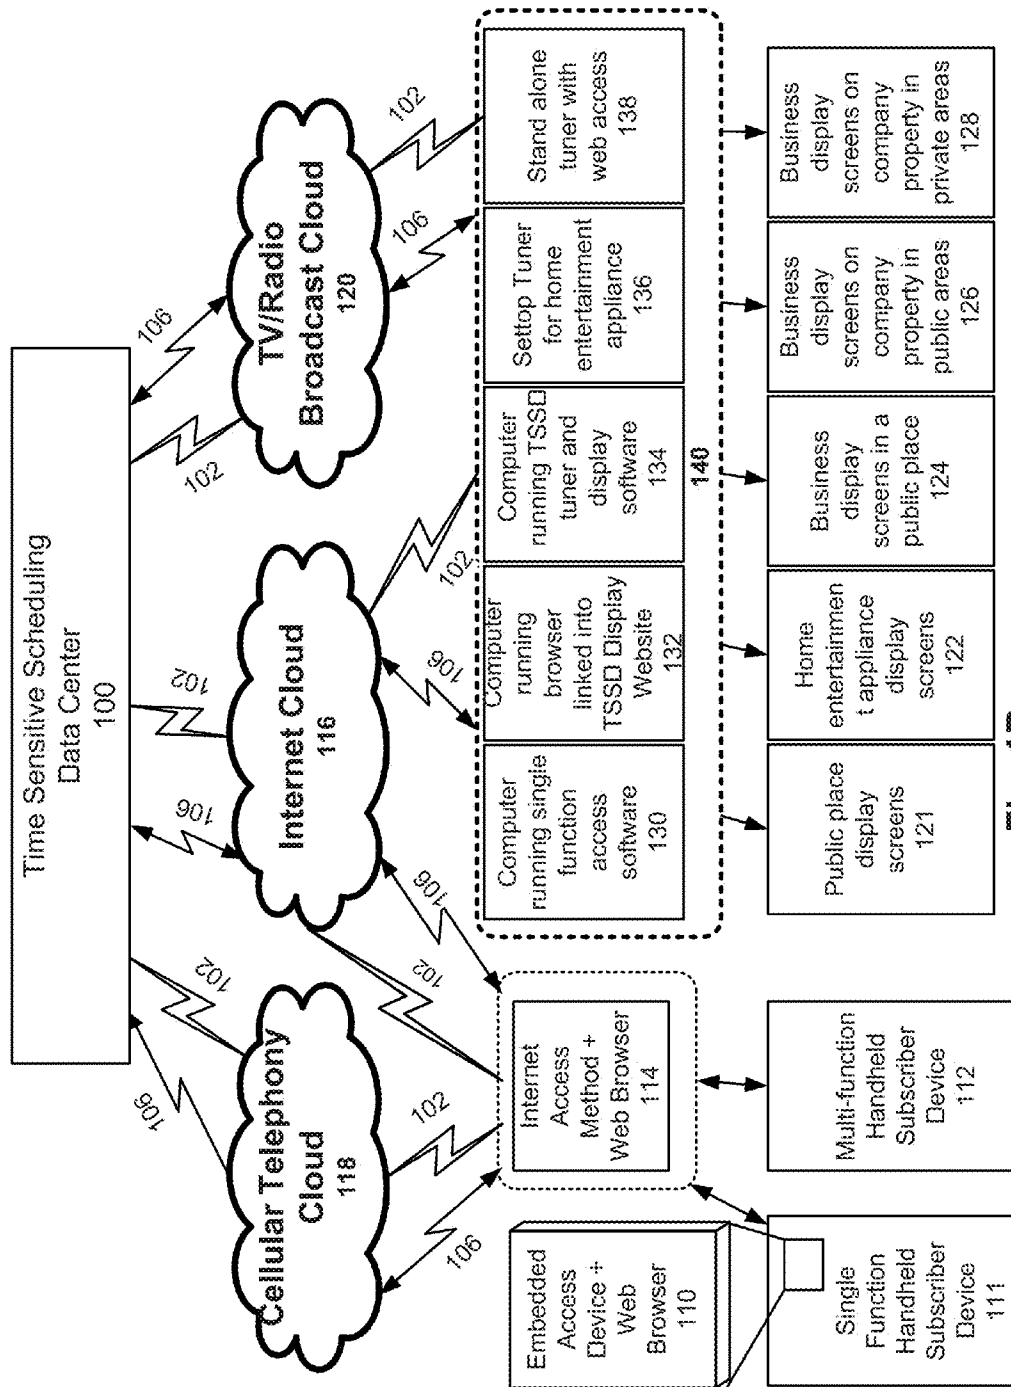 Time Sensitive Scheduling
Data Center
100
106
102
106
102
106
102
Cellular Telephony
Cloud
118
Internet Cloud
116
TV/Radio
Broadcast Cloud
120
106
102
102
106
106
102
106
102
Embedded
Access
Device +
Web
Browser
110
Internet
Access
Method +
Web Browser
114
Computer
running single
function
access
software
130
Computer
running
browser
linked into
TSSD Display
Website
132
Computer
running TSSD
tuner and
display
software
134
Settop Tuner
for home
entertainment
appliance
136
Stand alone
tuner with
web access
138
140
Single
Function
Handheld
Subscriber
Device
111
Multi-function
Handheld
Subscriber
Device
112
Public place
display
screens
121
Home
entertainmen
t appliance
display
screens
122
Business
display
screens in a
public place
124
Business
display
screens on
company
property in
public areas
126
Business
display
screens on
company
property in
private areas
128